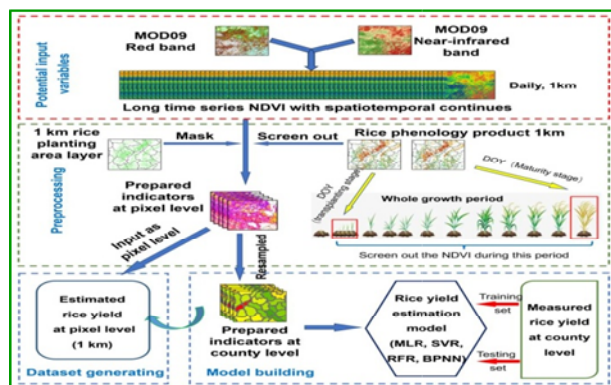 Potential input
variables
MOD09
Red band
MOD09
Near-infrared
band
Daily, 1km
Long time series NDVI with spatiotemporal continues
Preprocessing
1 km rice
planting
area layer
Mask
Screen out
Rice phenology product 1km
DOY
(transplanting stage)
DOY (Maturity stage)
Whole growth period
Screen out the NDVI during this period
Prepared
indicators
at pixel level
Input as
pixel level
Resampled
Estimated
rice yield
at pixel level
(1 km)
Dataset generating
Prepared
indicators at
county level
Rice yield
estimation
model
(MLR, SVR,
RFR, BPNN)
Training
set
Testing
set
Measured
rice yield
at county
level
Model building